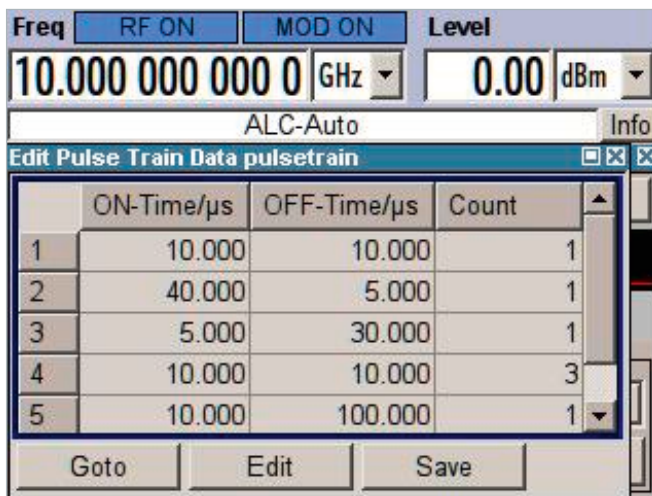 Freq RF ON MOD ON Level
10.000 000 000 0 GHz 0.00 dBm
ALC-Auto Info
Edit Pulse Train Data pulsetrain
ON-Time/µs OFF-Time/µs Count
1 10.000 10.000 1
2 40.000 5.000 1
3 5.000 30.000 1
4 10.000 10.000 3
5 10.000 100.000 1
Goto Edit Save